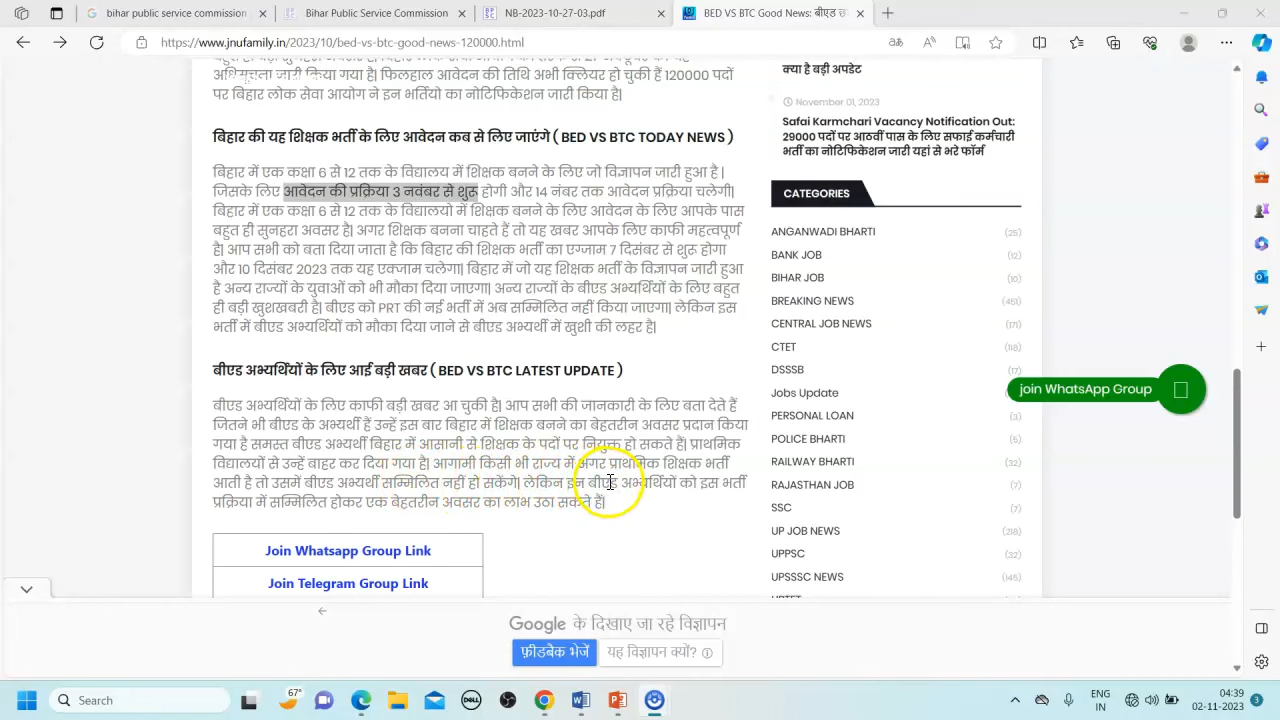 bihar online portal
Bihar Public Service Commission
NB-2023-10-27-03.pdf
BED VS BTC Good News: बीएड
https://www.jnufamily.in/2023/10/bed-vs-btc-good-news-120000.html
जारी किया गया है| फिलहाल आवेदन की तिथि अभी क्लियर हो चुकी हैं 120000 पदों
पर बिहार लोक सेवा आयोग ने इन भर्तियो का नोटिफिकेशन जारी किया है|
बिहार की यह शिक्षक भर्ती के लिए आवेदन कब से लिए जाएंगे ( BED VS BTC TODAY NEWS )
बिहार में एक कक्षा 6 से 12 तक के विद्यालय में शिक्षक बनने के लिए जो विज्ञापन जारी हुआ है |
जिसके लिए आवेदन की प्रक्रिया 3 नवंबर से शुरू होगी और 14 नंबर तक आवेदन प्रक्रिया चलेगी|
बिहार में एक कक्षा 6 से 12 तक के विद्यालयो में शिक्षक बनने के लिए आवेदन के लिए आपके पास
बहुत ही सुनहरा अवसर है| अगर शिक्षक बनना चाहते हैं तो यह खबर आपके लिए काफी महत्वपूर्ण
है| आप सभी को बता दिया जाता है कि बिहार की शिक्षक भर्ती का एग्जाम 7 दिसंबर से शुरू होगा
और 10 दिसंबर 2023 तक यह एक्जाम चलेगा| बिहार में जो यह शिक्षक भर्ती के विज्ञापन जारी हुआ
है अन्य राज्यों के युवाओं को भी मौका दिया जाएगा| अन्य राज्यों के बीएड अभ्यर्थियों के लिए बहुत
ही बड़ी खुशखबरी है| बीएड को PRT की नई भर्ती में अब सम्मिलित नहीं किया जाएगा| लेकिन इस
भर्ती में बीएड अभ्यर्थियों को मौका दिया जाने से बीएड अभ्यर्थी में खुशी की लहर है|
बीएड अभ्यर्थियों के लिए आई बड़ी खबर ( BED VS BTC LATEST UPDATE )
बीएड अभ्यर्थियों के लिए काफी बड़ी खबर आ चुकी है| आप सभी की जानकारी के लिए बता देते हैं
जितने भी बीएड के अभ्यर्थी हैं उन्हें इस बार बिहार में शिक्षक बनने का बेहतरीन अवसर प्रदान किया
गया है समस्त बीएड अभ्यर्थी बिहार में आसानी से शिक्षक के पदों पर नियुक्त हो सकते हैं| प्राथमिक
विद्यालयों से उन्हें बाहर कर दिया गया है| आगामी किसी भी राज्य में अगर प्राथमिक शिक्षक भर्ती
आती है तो उसमें बीएड अभ्यर्थी सम्मिलित नहीं हो सकेंगे| लेकिन इन बीएड अभ्यर्थियों को इस भर्ती
प्रक्रिया में सम्मिलित होकर एक बेहतरीन अवसर का लाभ उठा सकते हैं|
Join Whatsapp Group Link
Join Telegram Group Link
क्या है बड़ी अपडेट
November 01, 2023
Safai Karmchari Vacancy Notification Out:
29000 पदों पर आठवीं पास के लिए सफाई कर्मचारी
भर्ती का नोटिफिकेशन जारी यहां से भरे फॉर्म
CATEGORIES
ANGANWADI BHARTI (25)
BANK JOB (12)
BIHAR JOB (10)
BREAKING NEWS (451)
CENTRAL JOB NEWS (171)
CTET (118)
DSSSB (17)
Jobs Update
PERSONAL LOAN (3)
POLICE BHARTI (5)
RAILWAY BHARTI (32)
RAJASTHAN JOB (7)
SSC (7)
UP JOB NEWS (218)
UPPSC (32)
UPSSSC NEWS (145)
join WhatsApp Group
Google के दिखाए जा रहे विज्ञापन
फ़ीडबैक भेजें
यह विज्ञापन क्यों?
Search
67°
ENG
IN
04:39
02-11-2023
3